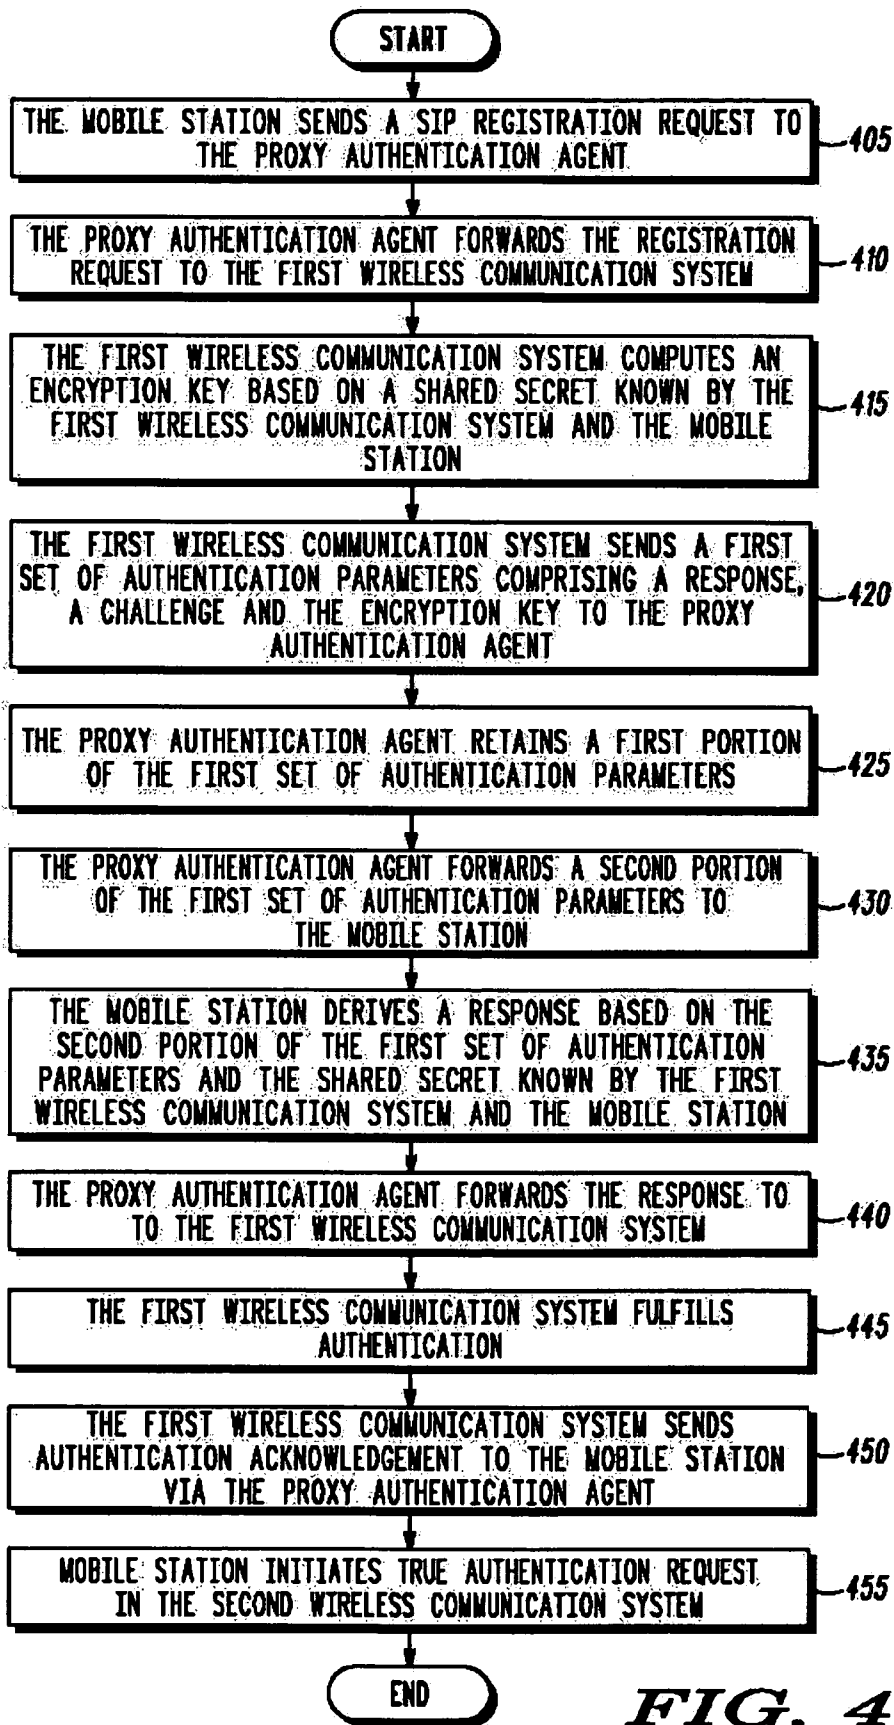 START
THE MOBILE STATION SENDS A SIP REGISTRATION REQUEST TO
THE PROXY AUTHENTICATION AGENT
405
THE PROXY AUTHENTICATION AGENT FORWARDS THE REGISTRATION
REQUEST TO THE FIRST WIRELESS COMMUNICATION SYSTEM
410
THE FIRST WIRELESS COMMUNICATION SYSTEM COMPUTES AN
ENCRYPTION KEY BASED ON A SHARED SECRET KNOWN BY THE
FIRST WIRELESS COMMUNICATION SYSTEM AND THE MOBILE
STATION
415
THE FIRST WIRELESS COMMUNICATION SYSTEM SENDS A FIRST
SET OF AUTHENTICATION PARAMETERS COMPRISING A RESPONSE,
A CHALLENGE AND THE ENCRYPTION KEY TO THE PROXY
AUTHENTICATION AGENT
420
THE PROXY AUTHENTICATION AGENT RETAINS A FIRST PORTION
OF THE FIRST SET OF AUTHENTICATION PARAMETERS
425
THE PROXY AUTHENTICATION AGENT FORWARDS A SECOND PORTION
OF THE FIRST SET OF AUTHENTICATION PARAMETERS TO
THE MOBILE STATION
430
THE MOBILE STATION DERIVES A RESPONSE BASED ON THE
SECOND PORTION OF THE FIRST SET OF AUTHENTICATION
PARAMETERS AND THE SHARED SECRET KNOWN BY THE FIRST
WIRELESS COMMUNICATION SYSTEM AND THE MOBILE STATION
435
THE PROXY AUTHENTICATION AGENT FORWARDS THE RESPONSE TO
TO THE FIRST WIRELESS COMMUNICATION SYSTEM
440
THE FIRST WIRELESS COMMUNICATION SYSTEM FULFILLS
AUTHENTICATION
445
THE FIRST WIRELESS COMMUNICATION SYSTEM SENDS
AUTHENTICATION ACKNOWLEDGEMENT TO THE MOBILE STATION
VIA THE PROXY AUTHENTICATION AGENT
450
MOBILE STATION INITIATES TRUE AUTHENTICATION REQUEST
IN THE SECOND WIRELESS COMMUNICATION SYSTEM
455
END
FIG. 4